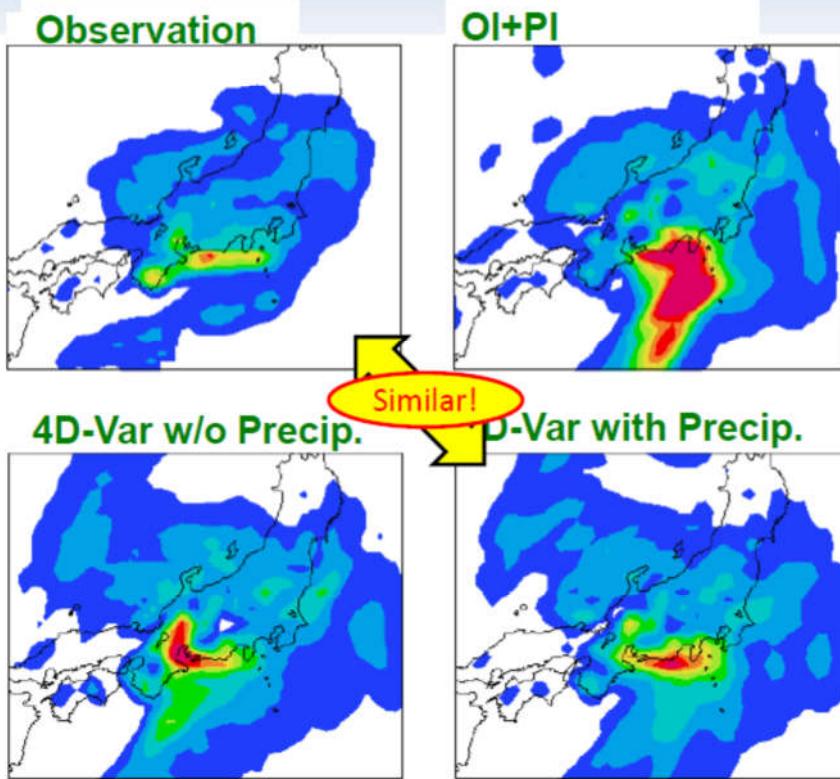 Observation
OI+PI
Similar!
4D-Var w/o Precip.
D-Var with Precip.